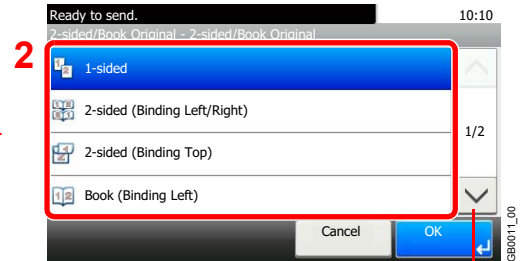 Ready to send. 10:10
2-sided/Book Original - 2-sided/Book Original
2
1-sided
2-sided (Binding Left/Right)
1/2
2-sided (Binding Top)
Book (Binding Left)
Cancel OK
GB0011_00